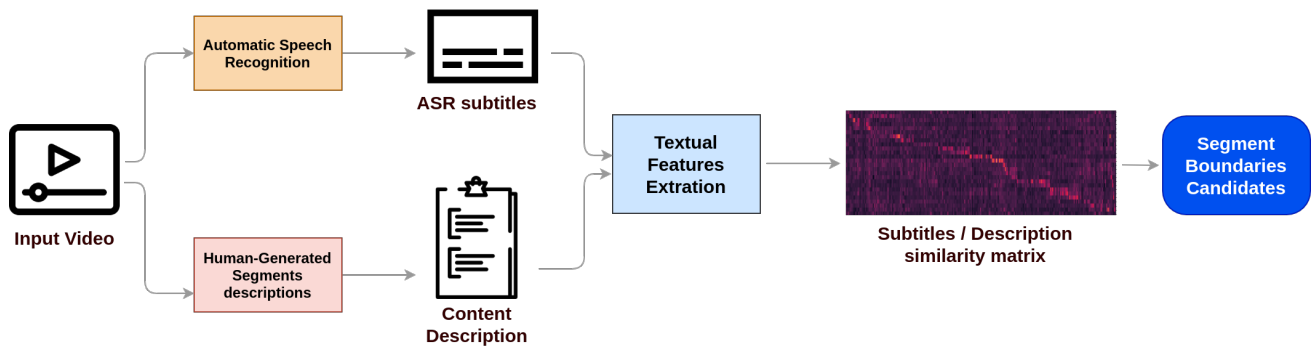 Input Video
Automatic Speech
Recognition
ASR subtitles
Human-Generated
Segments
descriptions
Content
Description
Textual
Features
Extration
Subtitles / Description
similarity matrix
Segment
Boundaries
Candidates